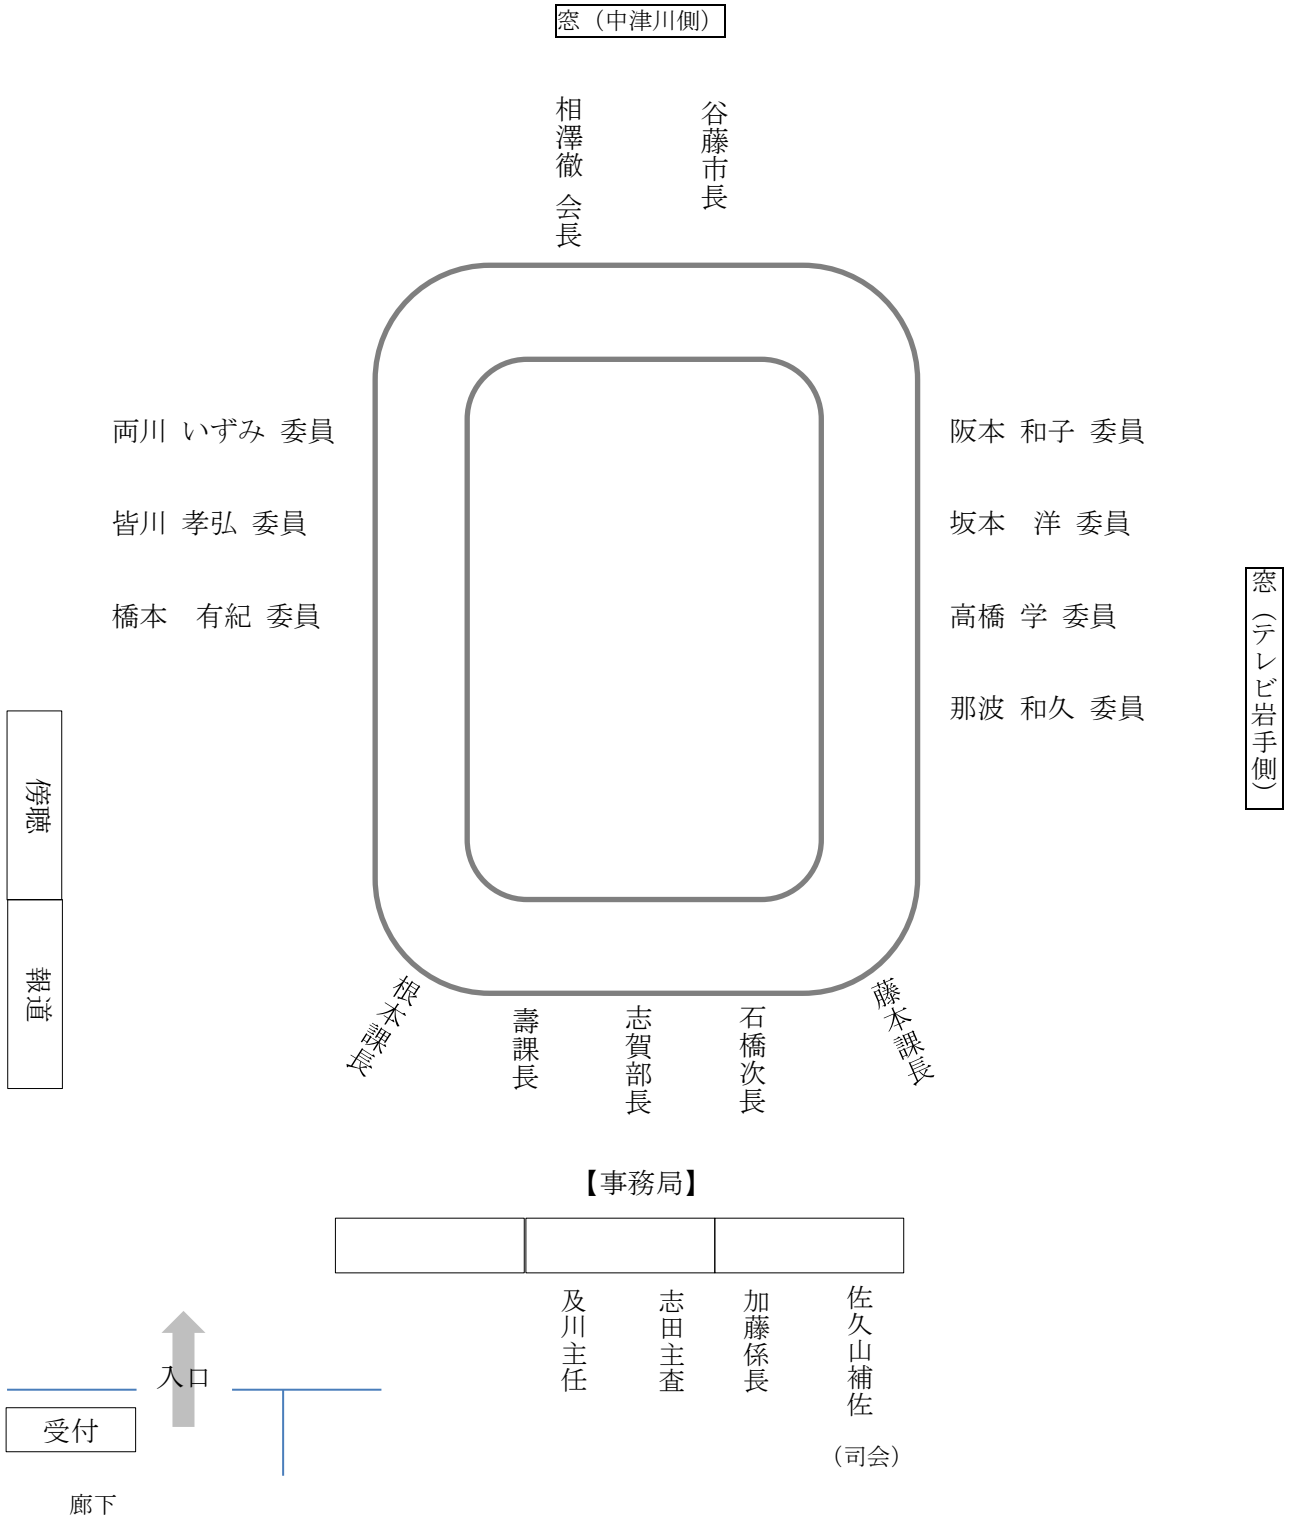 窓（中津川側）
相澤徹 会長
谷藤市長
両川 いずみ 委員
皆川 孝弘 委員
橋本　有紀 委員
阪本 和子 委員
坂本　洋 委員
高橋 学 委員
那波 和久 委員
窓（テレビ岩手側）
傍聴
報道
根本課長
壽課長
志賀部長
石橋次長
藤本課長
【事務局】
及川主任
志田主査
加藤係長
佐久山補佐
（司会）
入口
受付
廊下